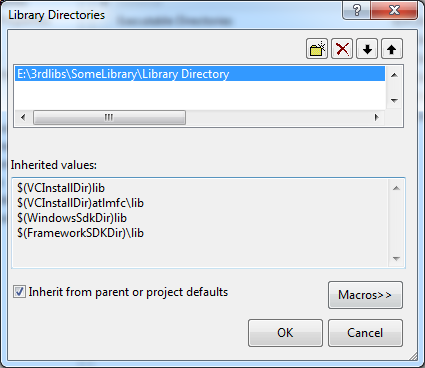 Library Directories
E:\3rdlibs\SomeLibrary\Library Directory
Inherited values:
$(VCInstallDir)lib
$(VCInstallDir)atlmfc\lib
$(WindowsSdkDir)lib
$(FrameworkSDKDir)\lib
Inherit from parent or project defaults
Macros>>
OK Cancel